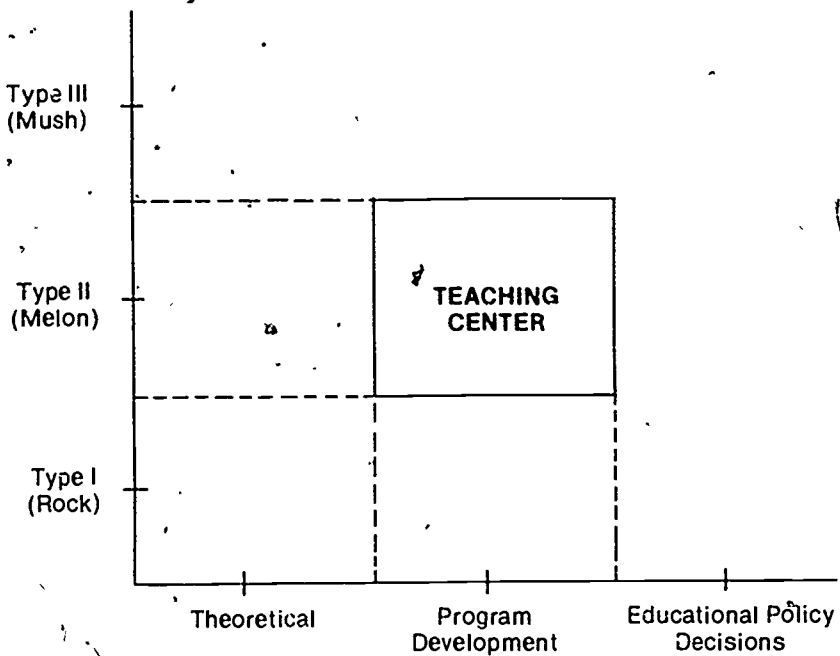 Type III
(Mush)
Type II
(Melon)
TEACHING
CENTER
Type I
(Rock)
Theoretical
Program
Development
Educational Policy
Decisions